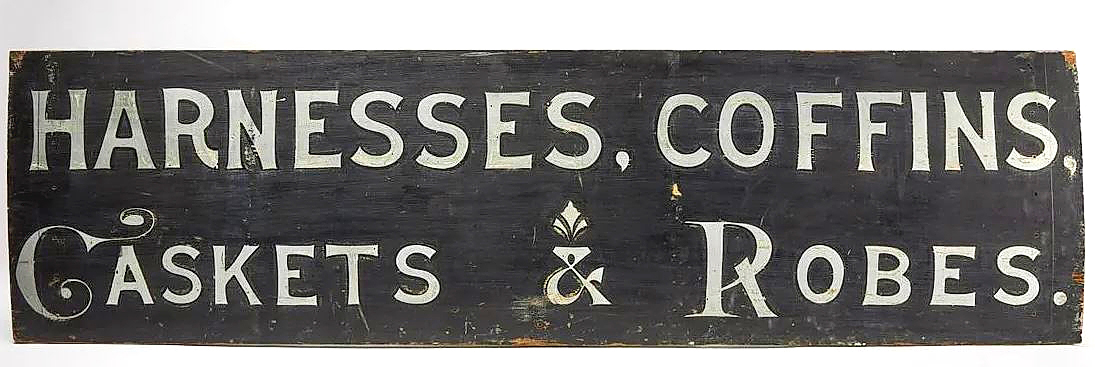 HARNESSES, COFFINS,
CASKETS & ROBES.